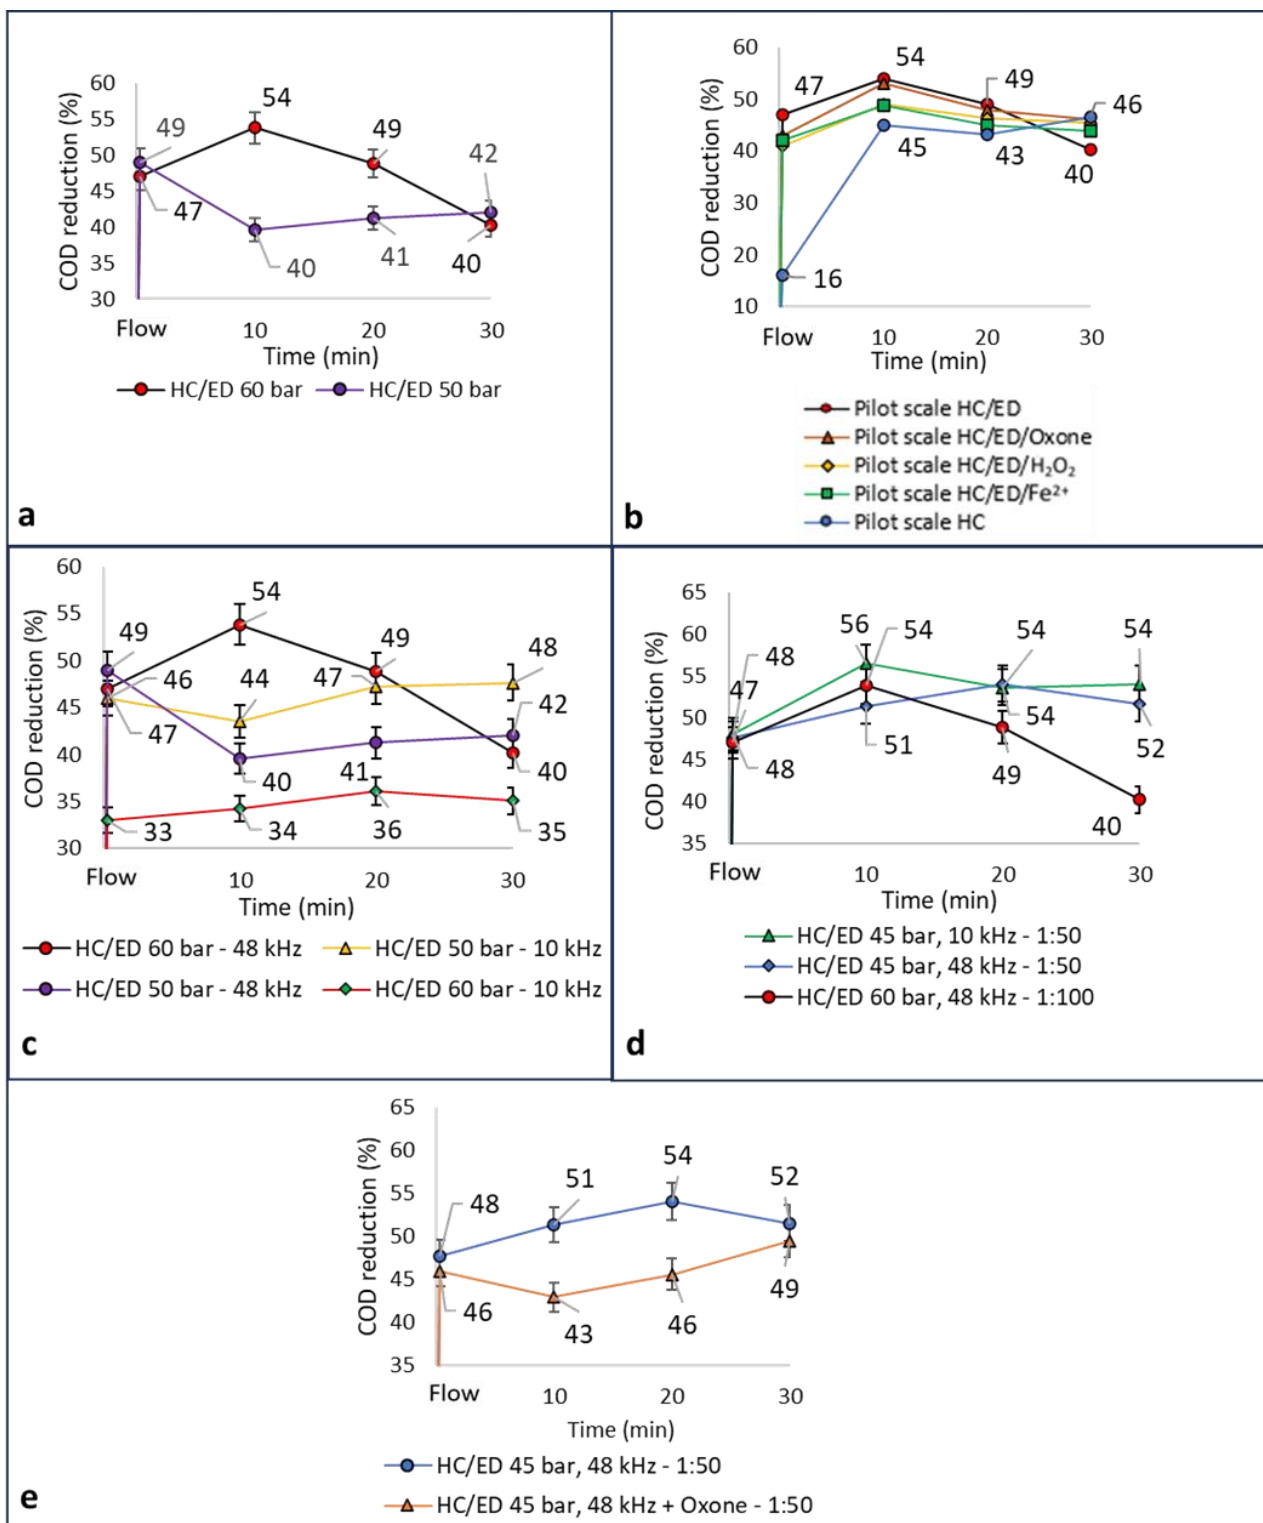 60
55
50
45
40
35
30
COD reduction (%)
49
47
54
40
49
41
42
40
Flow
10
20
30
Time (min)
HC/ED 60 bar
HC/ED 50 bar
a
60
50
40
30
20
10
COD reduction (%)
47
54
49
46
45
43
40
16
Flow
10
20
30
Time (min)
Pilot scale HC/ED
Pilot scale HC/ED/Oxone
Pilot scale HC/ED/H₂O₂
Pilot scale HC/ED/Fe²⁺
Pilot scale HC
b
60
55
50
45
40
35
30
COD reduction (%)
49
46
47
33
54
44
40
34
49
47
41
36
48
42
40
35
Flow
10
20
30
Time (min)
HC/ED 60 bar - 48 kHz
HC/ED 50 bar - 10 kHz
HC/ED 50 bar - 48 kHz
HC/ED 60 bar - 10 kHz
c
65
60
55
50
45
40
35
COD reduction (%)
48
47
48
56
54
51
54
54
49
54
52
40
Flow
10
20
30
Time (min)
HC/ED 45 bar, 10 kHz - 1:50
HC/ED 45 bar, 48 kHz - 1:50
HC/ED 60 bar, 48 kHz - 1:100
d
65
60
55
50
45
40
35
COD reduction (%)
48
46
51
43
54
46
52
49
Flow
10
20
30
Time (min)
HC/ED 45 bar, 48 kHz - 1:50
HC/ED 45 bar, 48 kHz + Oxone - 1:50
e